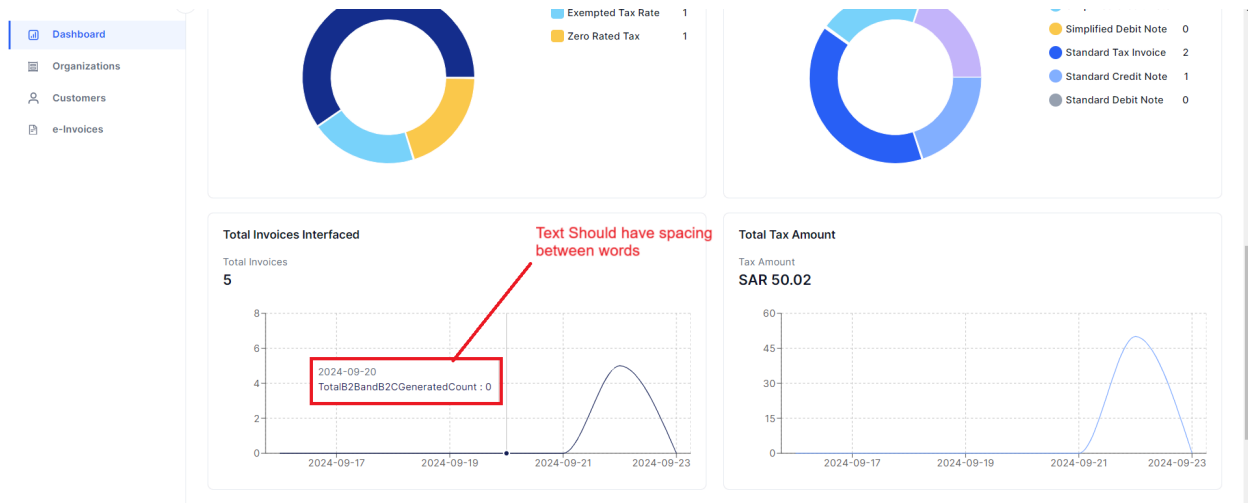 Dashboard
Organizations
Customers
e-Invoices
Exempted Tax Rate 1
Zero Rated Tax 1
Simplified Debit Note 0
Standard Tax Invoice 2
Standard Credit Note 1
Standard Debit Note 0
Total Invoices Interfaced
Total Invoices
5
Text Should have spacing
between words
8
6
4
2
0
2024-09-20
TotalB2BandB2CGeneratedCount : 0
2024-09-17 2024-09-19 2024-09-21 2024-09-23
Total Tax Amount
Tax Amount
SAR 50.02
60
45
30
15
0
2024-09-17 2024-09-19 2024-09-21 2024-09-23